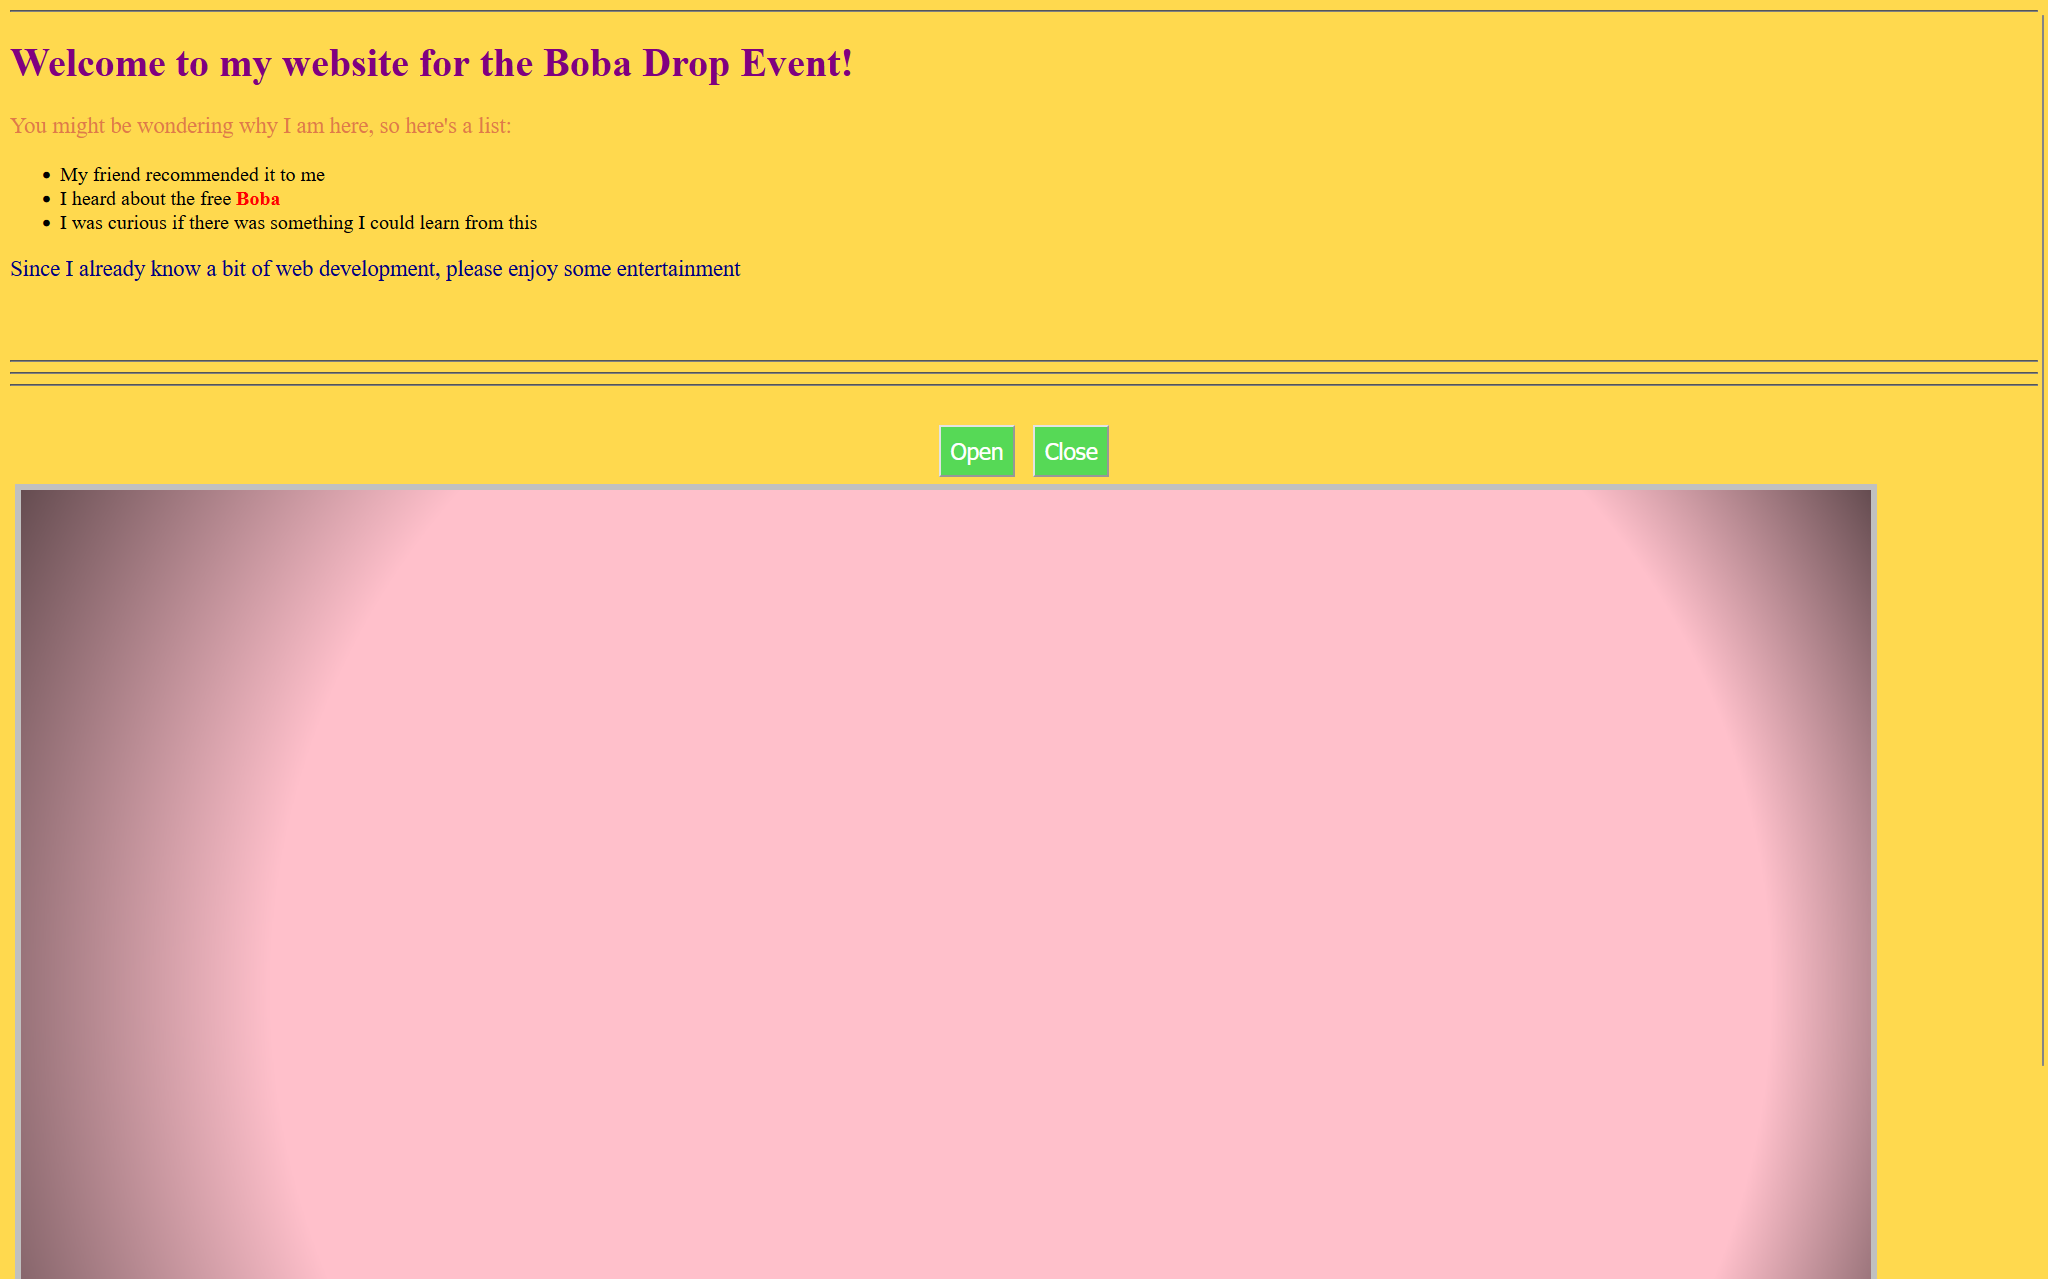 Welcome to my website for the Boba Drop Event!
You might be wondering why I am here, so here's a list:
My friend recommended it to me
I heard about the free Boba
I was curious if there was something I could learn from this
Since I already know a bit of web development, please enjoy some entertainment
Open Close